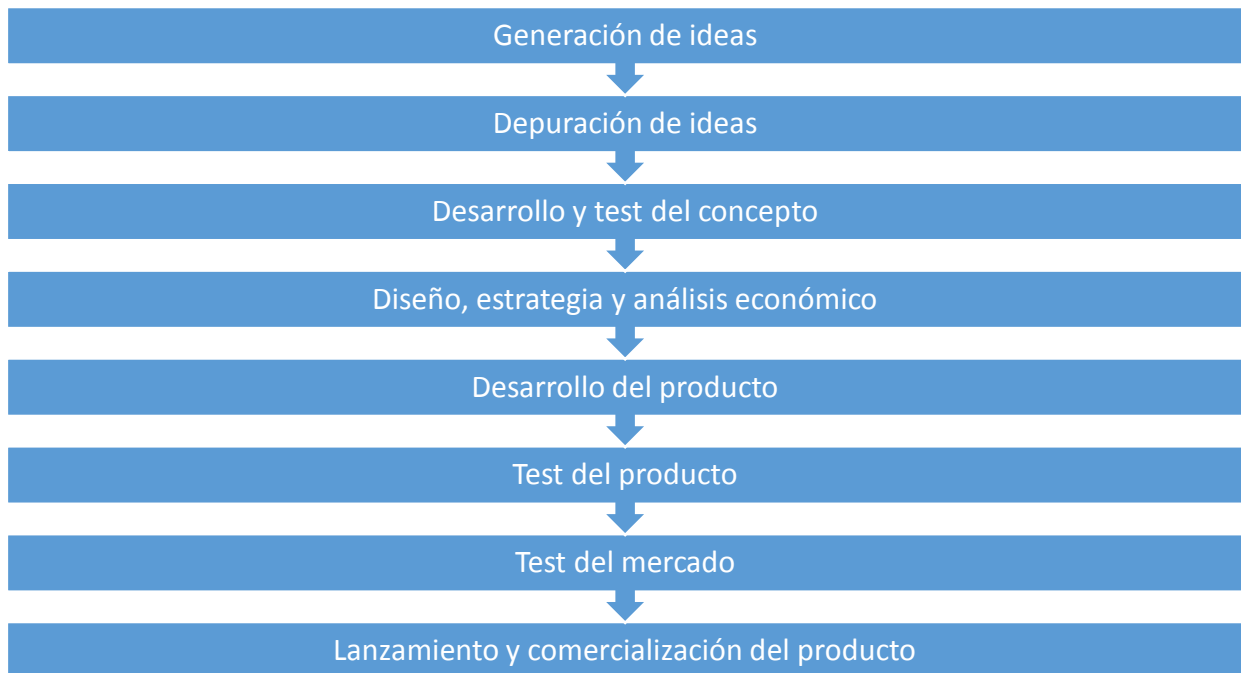 Generación de ideas
Depuración de ideas
Desarrollo y test del concepto
Diseño, estrategia y análisis económico
Desarrollo del producto
Test del producto
Test del mercado
Lanzamiento y comercialización del producto